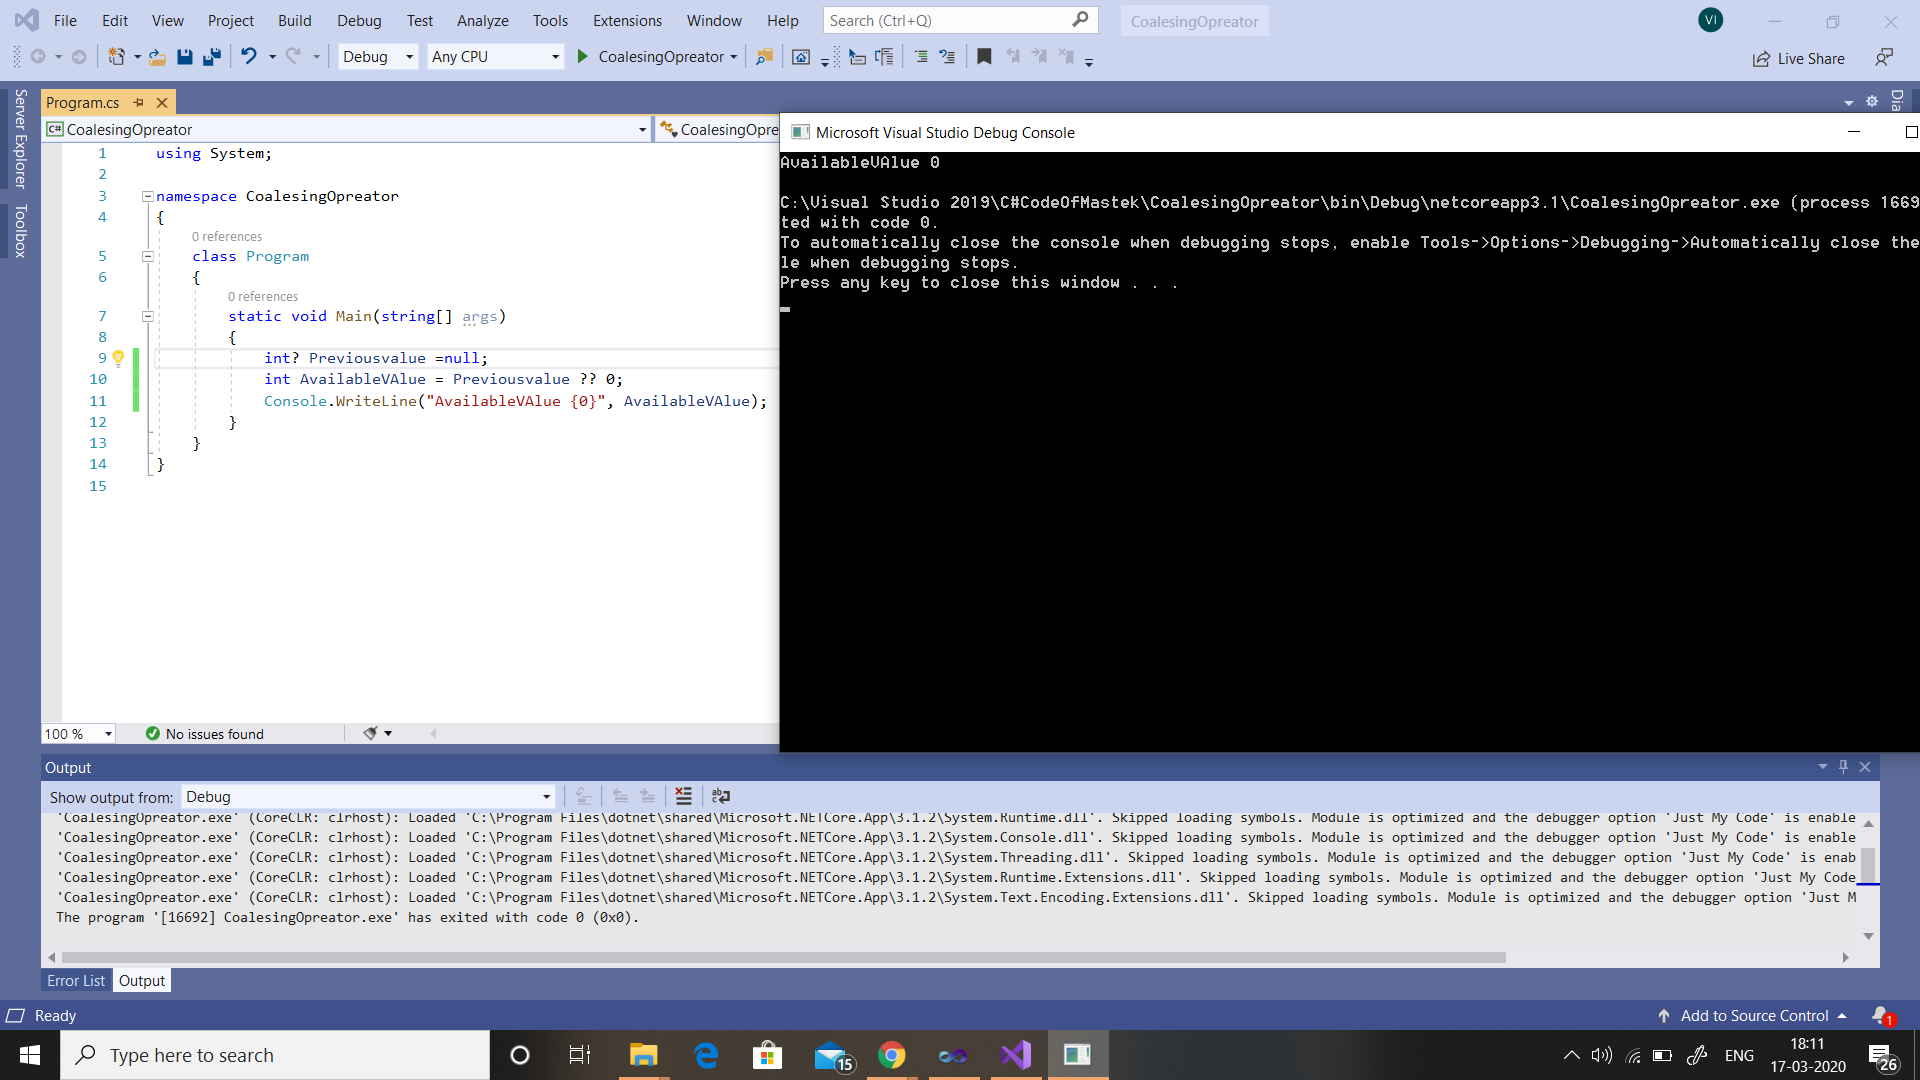 File Edit View Project Build Debug Test Analyze Tools Extensions Window Help Search (Ctrl+Q) CoalesingOpreator VI
Debug Any CPU CoalesingOpreator Live Share
Server Explorer
Toolbox
Program.cs
Dia
CoalesingOpreator CoalesingOpre
1 using System;
2
3 namespace CoalesingOpreator
4 {
0 references
5 class Program
6 {
0 references
7 static void Main(string[] args)
8 {
9 int? Previousvalue =null;
10 int AvailableVAlue = Previousvalue ?? 0;
11 Console.WriteLine("AvailableVAlue {0}", AvailableVAlue);
12 }
13 }
14 }
15
100 % No issues found
Microsoft Visual Studio Debug Console
AvailableVAlue 0
C:\Visual Studio 2019\C#CodeOfMastek\CoalesingOpreator\bin\Debug\netcoreapp3.1\CoalesingOpreator.exe (process 1669
ted with code 0.
To automatically close the console when debugging stops, enable Tools->Options->Debugging->Automatically close the
le when debugging stops.
Press any key to close this window . . .
Output
Show output from: Debug
'CoalesingOpreator.exe' (CoreCLR: clrhost): Loaded 'C:\Program Files\dotnet\shared\Microsoft.NETCore.App\3.1.2\System.Runtime.dll'. Skipped loading symbols. Module is optimized and the debugger option 'Just My Code' is enable
'CoalesingOpreator.exe' (CoreCLR: clrhost): Loaded 'C:\Program Files\dotnet\shared\Microsoft.NETCore.App\3.1.2\System.Console.dll'. Skipped loading symbols. Module is optimized and the debugger option 'Just My Code' is enable
'CoalesingOpreator.exe' (CoreCLR: clrhost): Loaded 'C:\Program Files\dotnet\shared\Microsoft.NETCore.App\3.1.2\System.Threading.dll'. Skipped loading symbols. Module is optimized and the debugger option 'Just My Code' is enab
'CoalesingOpreator.exe' (CoreCLR: clrhost): Loaded 'C:\Program Files\dotnet\shared\Microsoft.NETCore.App\3.1.2\System.Runtime.Extensions.dll'. Skipped loading symbols. Module is optimized and the debugger option 'Just My Code
'CoalesingOpreator.exe' (CoreCLR: clrhost): Loaded 'C:\Program Files\dotnet\shared\Microsoft.NETCore.App\3.1.2\System.Text.Encoding.Extensions.dll'. Skipped loading symbols. Module is optimized and the debugger option 'Just M
The program '[16692] CoalesingOpreator.exe' has exited with code 0 (0x0).
Error List Output
Ready Add to Source Control 1
Type here to search 15 ENG 18:11
17-03-2020 26